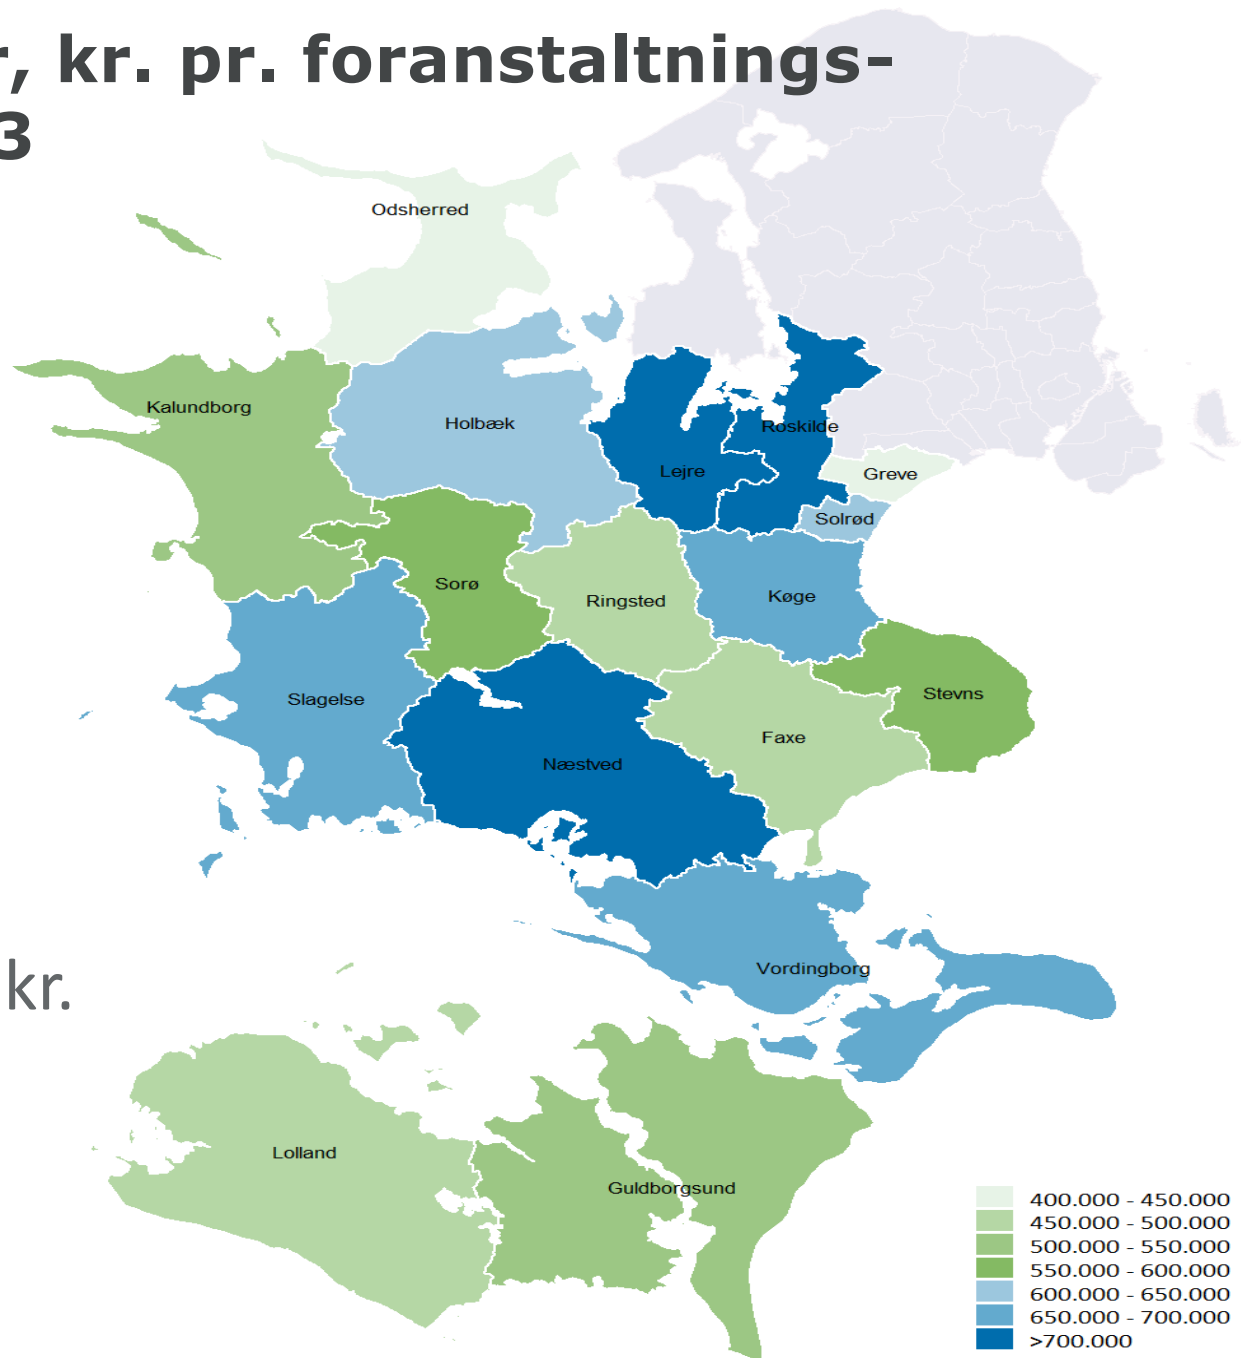 r, kr. pr. foranstaltnings-
3
Odsherred
Kalundborg
Holbæk
Roskilde
Lejre
Greve
Solrød
Sorø
Ringsted
Køge
Slagelse
Stevns
Faxe
Næstved
Vordingborg
kr.
Lolland
Guldborgsund
400.000 - 450.000
450.000 - 500.000
500.000 - 550.000
550.000 - 600.000
600.000 - 650.000
650.000 - 700.000
>700.000